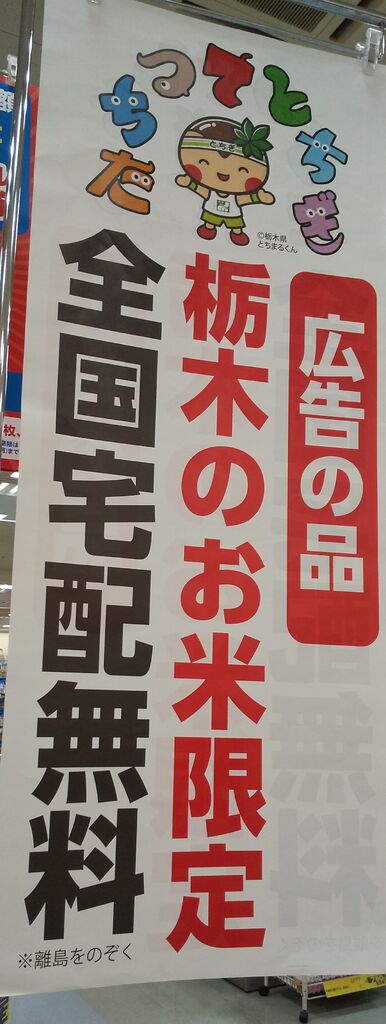 たちつてとちぎ
とちぎ
©栃木県
とちまるくん
広告の品
栃木のお米限定
全国宅配無料
※離島をのぞく
枚、